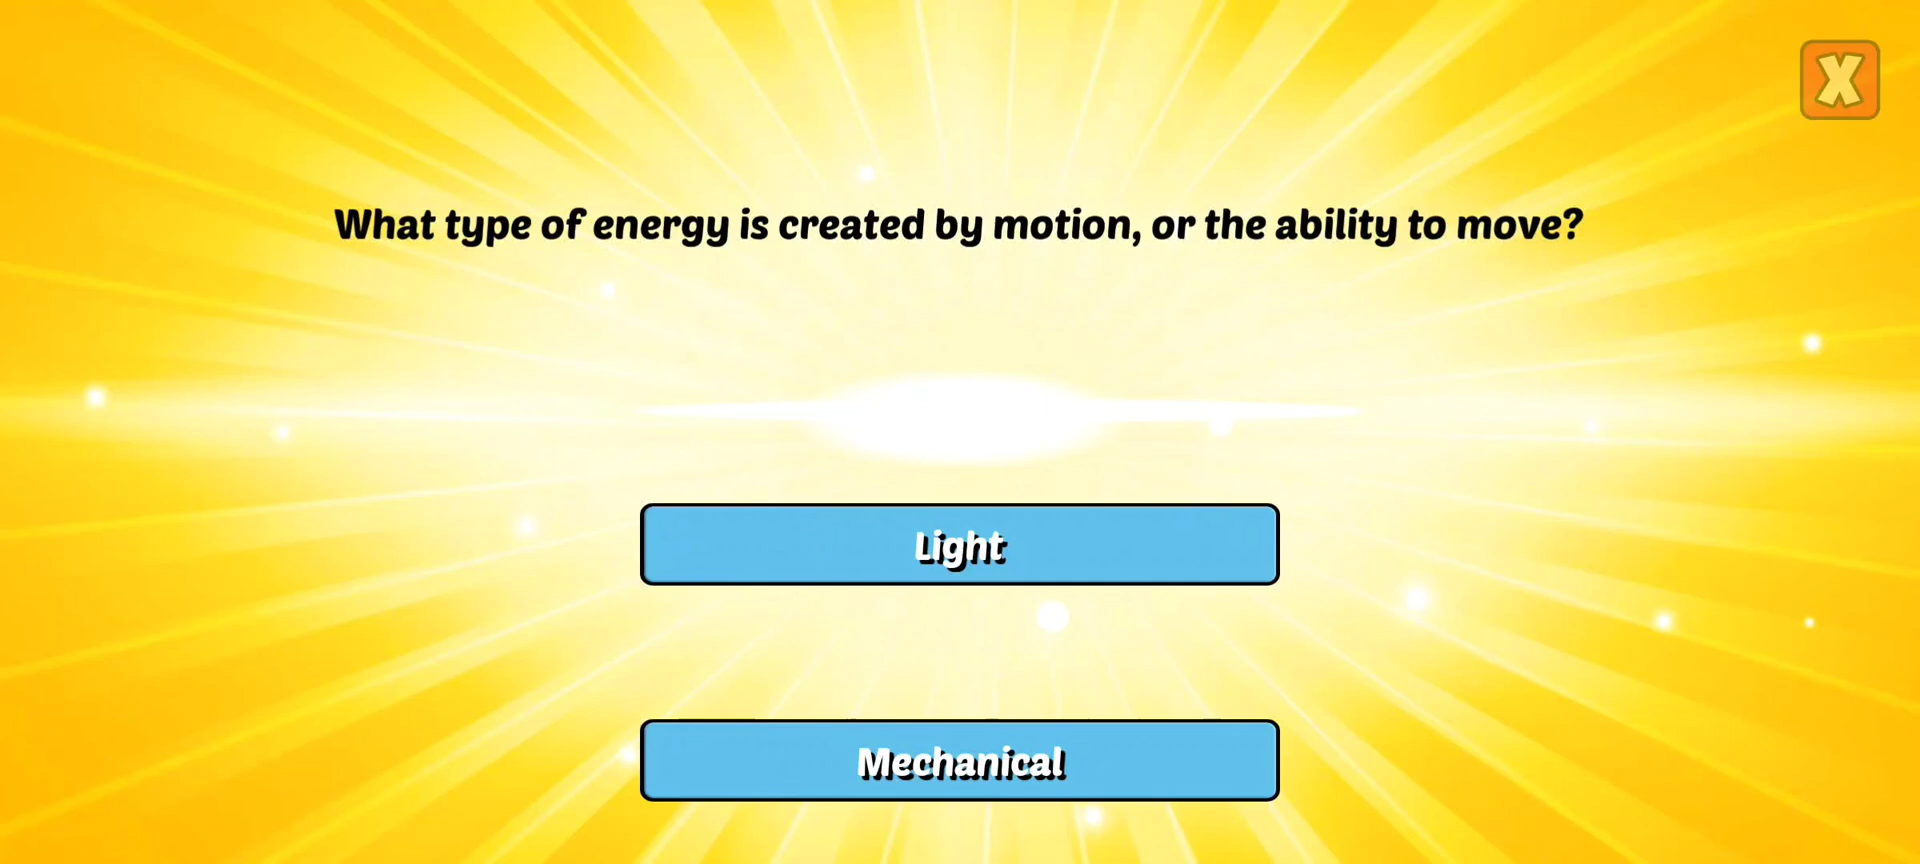 X
What type of energy is created by motion, or the ability to move?
Light
Mechanical